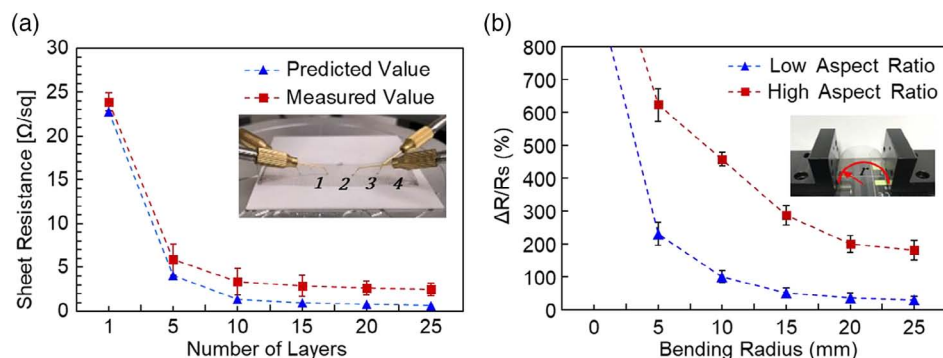 (a)
30
25
20
15
10
5
0
Sheet Resistance [Ω/sq]
Predicted Value
Measured Value
1 2 3 4
1 5 10 15 20 25
Number of Layers
(b)
800
700
600
500
400
300
200
100
0
ΔR/Rs (%)
Low Aspect Ratio
High Aspect Ratio
r
0 5 10 15 20 25
Bending Radius (mm)